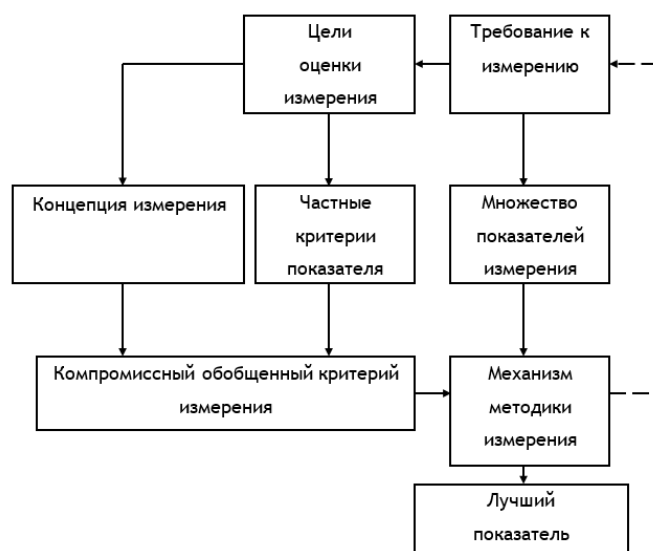 Цели
оценки
измерения
Требование к
измерению
Концепция измерения
Частные
критерии
показателя
Множество
показателей
измерения
Компромиссный обобщенный критерий
измерения
Механизм
методики
измерения
Лучший
показатель